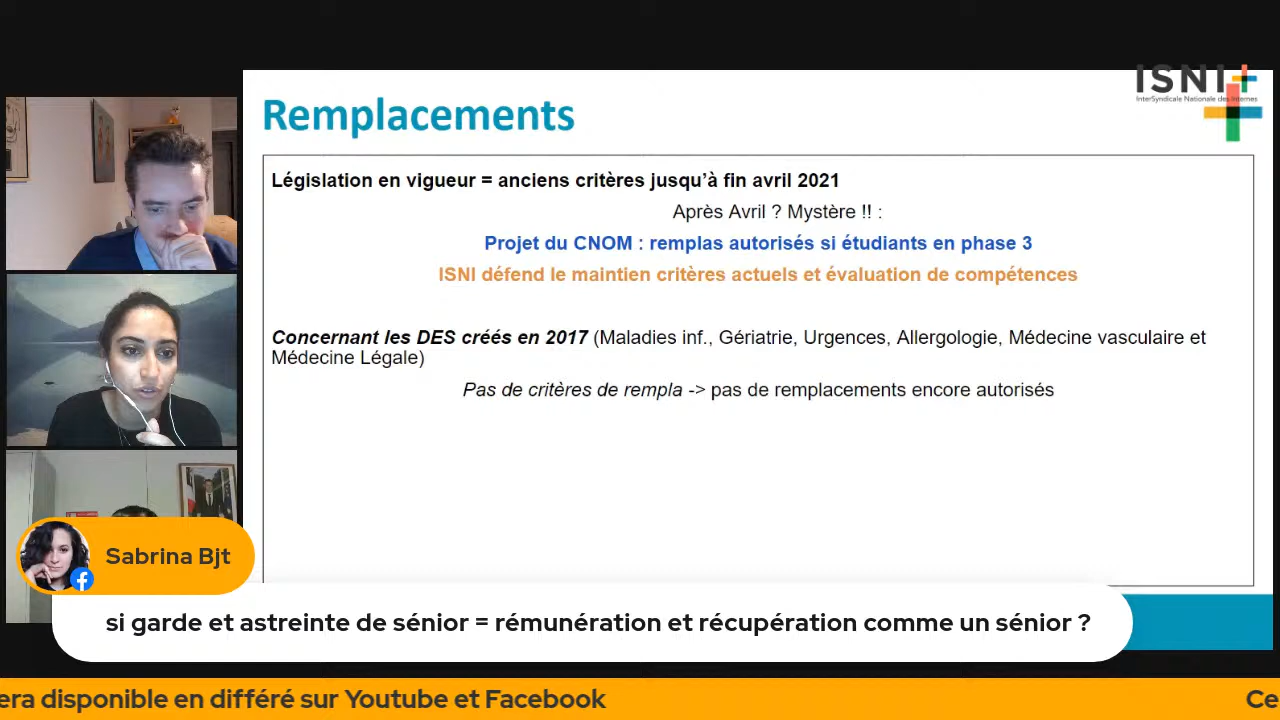 ISNI
InterSyndicale Nationale des Internes
Remplacements
Législation en vigueur = anciens critères jusqu'à fin avril 2021
Après Avril ? Mystère !! :
Projet du CNOM : remplas autorisés si étudiants en phase 3
ISNI défend le maintien critères actuels et évaluation de compétences
Concernant les DES créés en 2017 (Maladies inf., Gériatrie, Urgences, Allergologie, Médecine vasculaire et
Médecine Légale)
Pas de critères de rempla -> pas de remplacements encore autorisés
Sabrina Bjt
si garde et astreinte de sénior = rémunération et récupération comme un sénior ?
era disponible en différé sur Youtube et Facebook
Ce